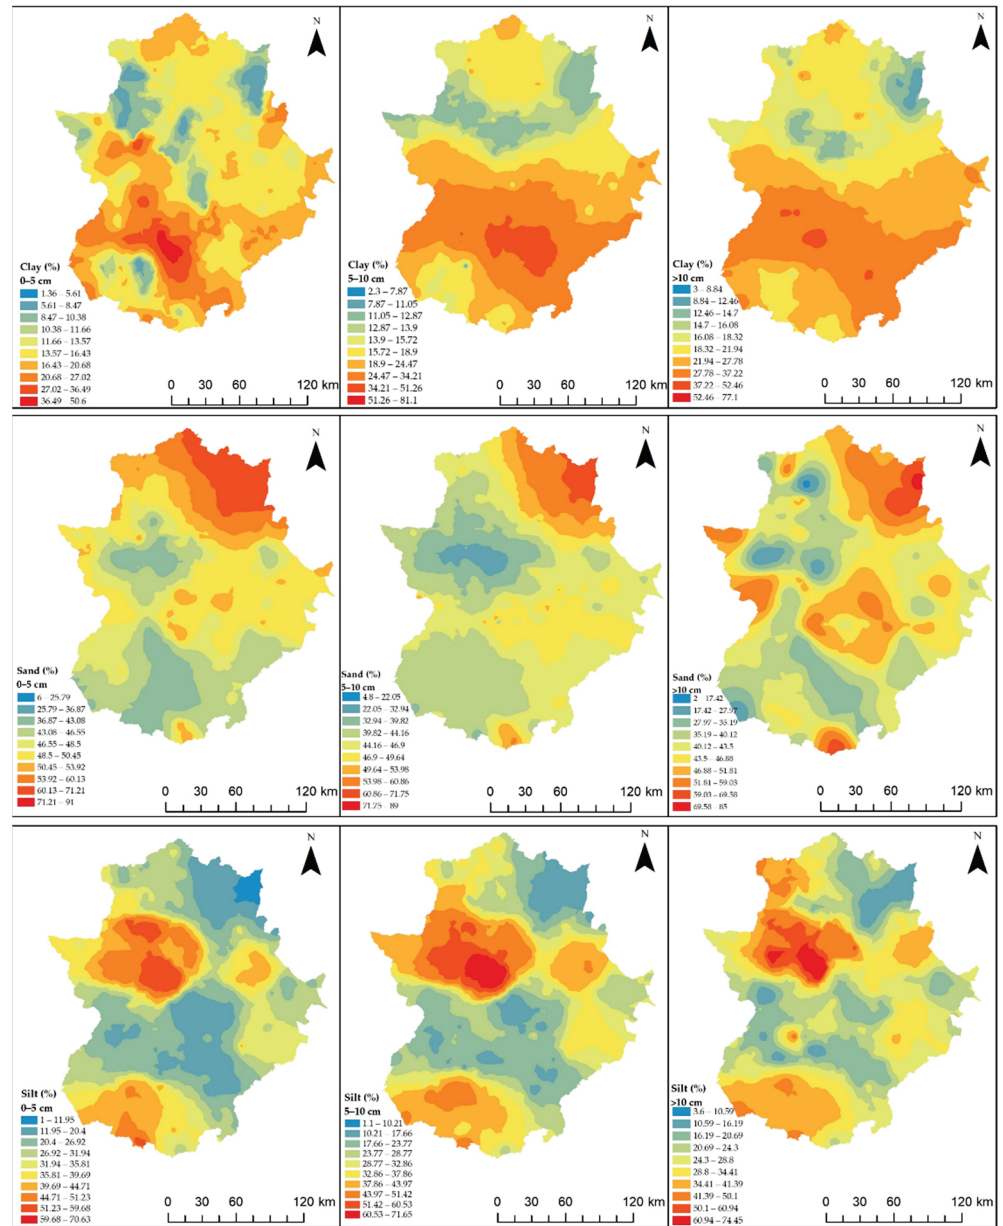 N
Clay (%)
0–5 cm
1.36 – 5.61
5.61 – 8.47
8.47 – 10.38
10.38 – 11.66
11.66 – 13.57
13.57 – 16.43
16.43 – 20.68
20.68 – 27.02
27.02 – 36.49
36.49 – 50.6
0 30 60 120 km
N
Clay (%)
5–10 cm
2.3 – 7.87
7.87 – 11.05
11.05 – 12.87
12.87 – 13.9
13.9 – 15.72
15.72 – 18.9
18.9 – 24.47
24.47 – 34.21
34.21 – 51.26
51.26 – 81.1
0 30 60 120 km
N
Clay (%)
>10 cm
3 – 8.84
8.84 – 12.46
12.46 – 14.7
14.7 – 16.08
16.08 – 18.32
18.32 – 21.94
21.94 – 27.78
27.78 – 37.22
37.22 – 52.46
52.46 – 77.1
0 30 60 120 km
N
Sand (%)
0–5 cm
6 – 25.79
25.79 – 36.87
36.87 – 43.08
43.08 – 46.55
46.55 – 48.5
48.5 – 50.45
50.45 – 53.92
53.92 – 60.13
60.13 – 71.21
71.21 – 91
0 30 60 120 km
N
Sand (%)
5–10 cm
4.8 – 22.05
22.05 – 32.94
32.94 – 39.82
39.82 – 44.16
44.16 – 46.9
46.9 – 49.64
49.64 – 53.98
53.98 – 60.86
60.86 – 71.75
71.75 – 89
0 30 60 120 km
N
Sand (%)
>10 cm
2 – 17.42
17.42 – 27.97
27.97 – 35.19
35.19 – 40.12
40.12 – 43.5
43.5 – 46.88
46.88 – 51.81
51.81 – 59.03
59.03 – 69.58
69.58 – 85
0 30 60 120 km
N
Silt (%)
0–5 cm
1 – 11.95
11.95 – 20.4
20.4 – 26.92
26.92 – 31.94
31.94 – 35.81
35.81 – 39.69
39.69 – 44.71
44.71 – 51.23
51.23 – 59.68
59.68 – 70.63
0 30 60 120 km
N
Silt (%)
5–10 cm
1.1 – 10.21
10.21 – 17.66
17.66 – 23.77
23.77 – 28.77
28.77 – 32.86
32.86 – 37.86
37.86 – 43.97
43.97 – 51.42
51.42 – 60.53
60.53 – 71.65
0 30 60 120 km
N
Silt (%)
>10 cm
3.6 – 10.59
10.59 – 16.19
16.19 – 20.69
20.69 – 24.3
24.3 – 28.8
28.8 – 34.41
34.41 – 41.39
41.39 – 50.1
50.1 – 60.94
60.94 – 74.45
0 30 60 120 km